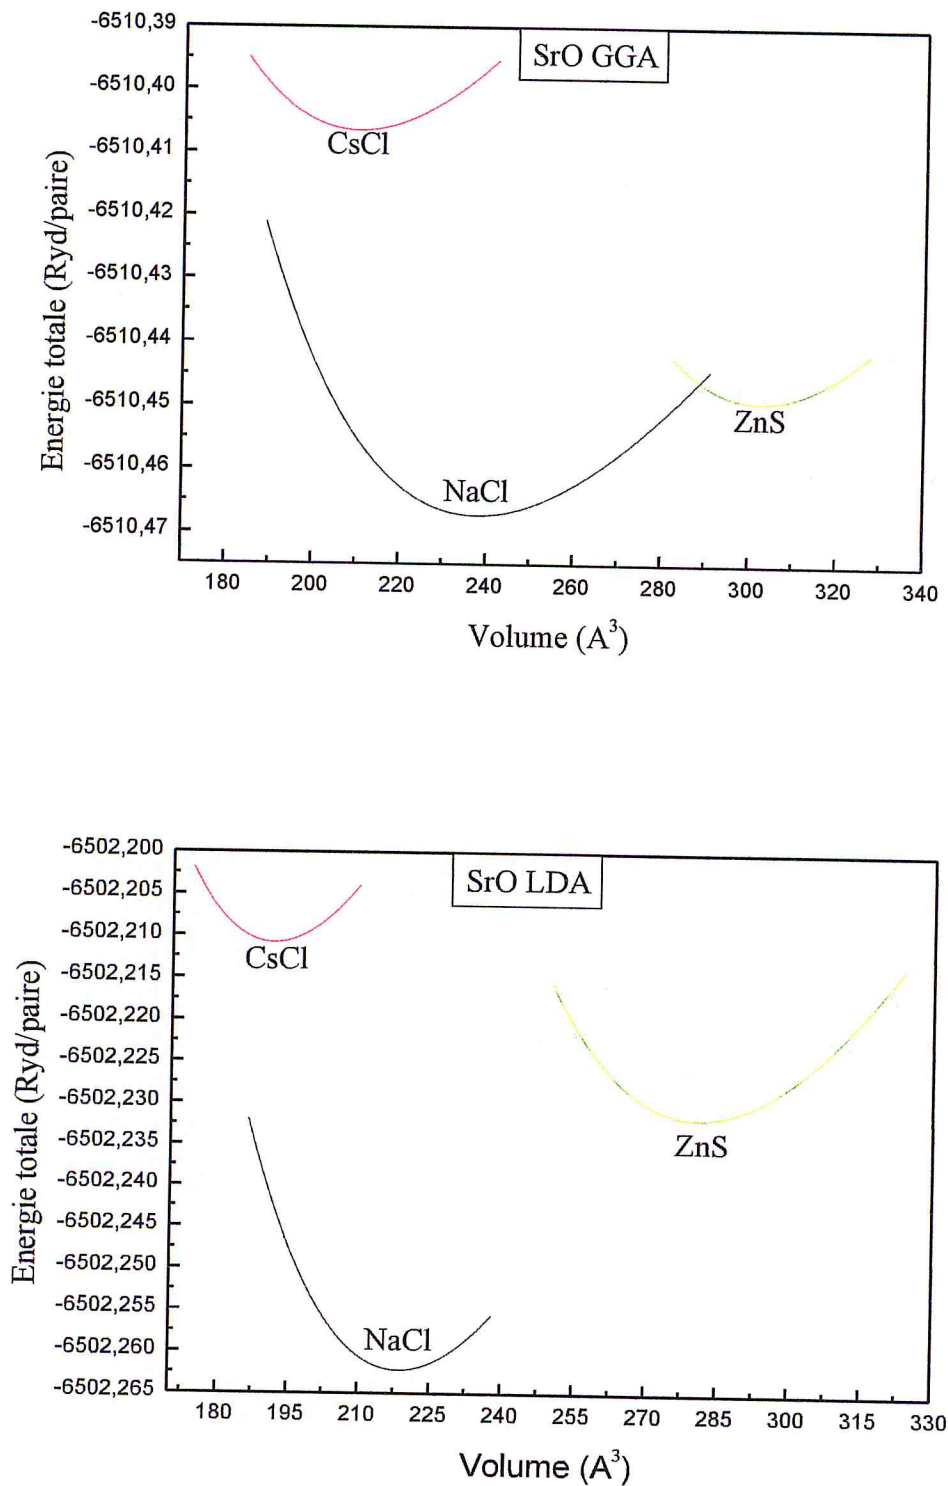 SrO GGA
-6510,39
-6510,40
-6510,41
-6510,42
-6510,43
-6510,44
-6510,45
-6510,46
-6510,47
Energie totale (Ryd/paire)
CsCl
NaCl
ZnS
180 200 220 240 260 280 300 320 340
Volume (A³)
SrO LDA
-6502,200
-6502,205
-6502,210
-6502,215
-6502,220
-6502,225
-6502,230
-6502,235
-6502,240
-6502,245
-6502,250
-6502,255
-6502,260
-6502,265
Energie totale (Ryd/paire)
CsCl
ZnS
NaCl
180 195 210 225 240 255 270 285 300 315 330
Volume (A³)